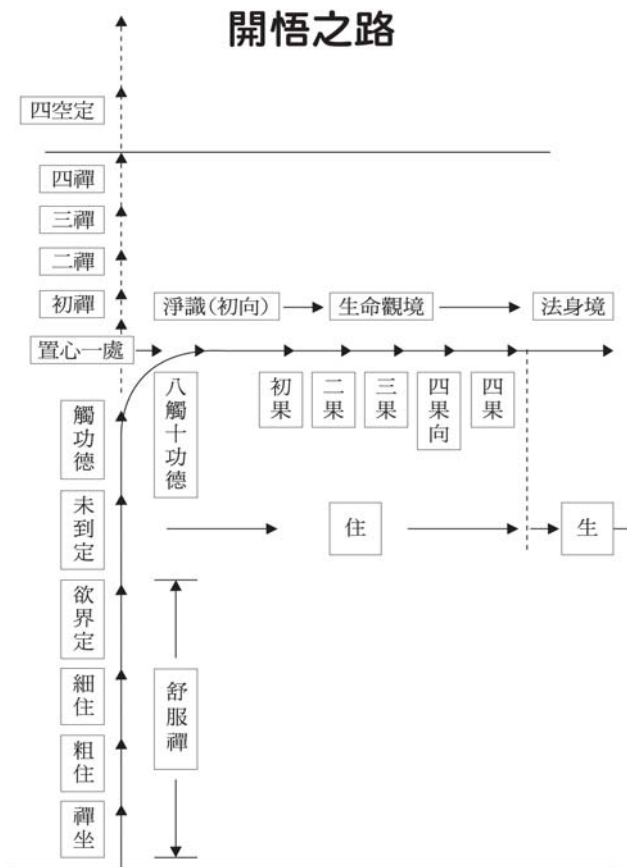 開悟之路
四空定
四禪
三禪
二禪
初禪
淨識(初向)
生命觀境
法身境
置心一處
觸功德
八觸十功德
初果
二果
三果
四果向
四果
未到定
住
生
欲界定
細住
舒服禪
粗住
禪坐